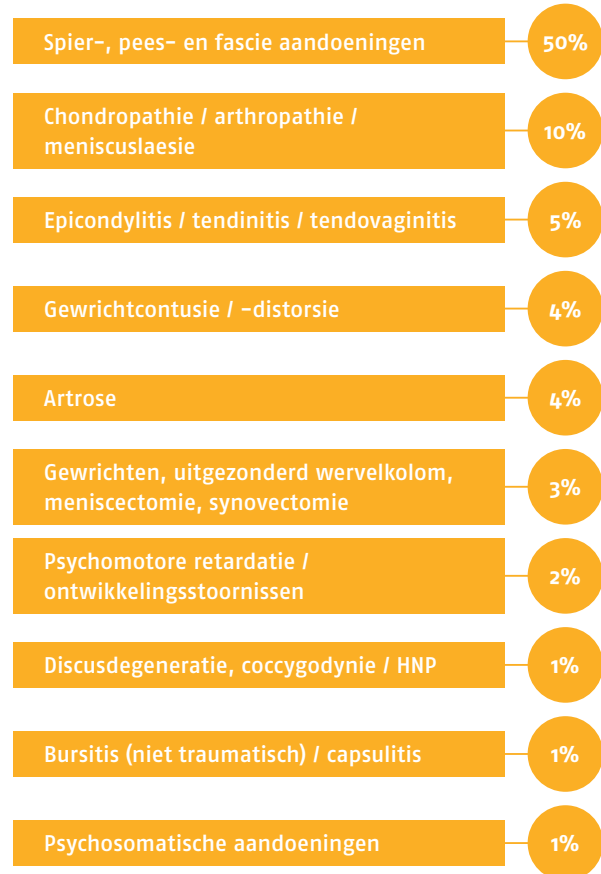 Spier-, pees- en fascie aandoeningen
50%
Chondropathie / arthropathie /
meniscuslaesie
10%
Epicondylitis / tendinitis / tendovaginitis
5%
Gewrichtcontusie / -distorsie
4%
Artrose
4%
Gewrichten, uitgezonderd wervelkolom,
meniscectomie, synovectomie
3%
Psychomotore retardatie /
ontwikkelingsstoornissen
2%
Discusdegeneratie, coccygodynie / HNP
1%
Bursitis (niet traumatisch) / capsulitis
1%
Psychosomatische aandoeningen
1%